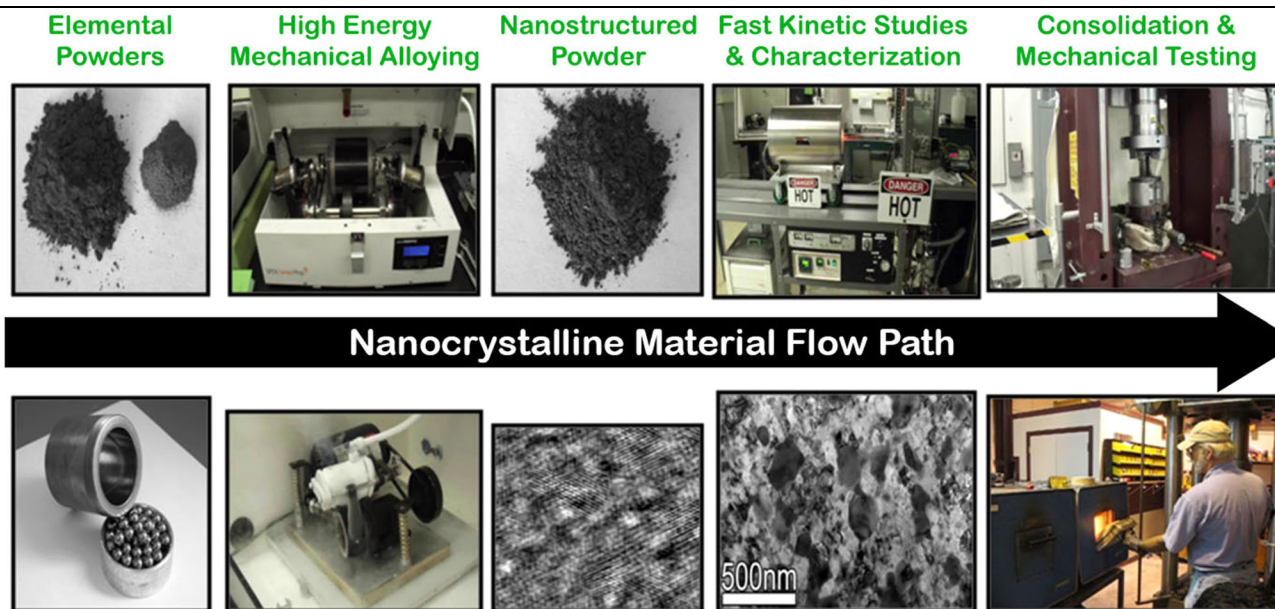 Elemental
Powders
High Energy
Mechanical Alloying
Nanostructured
Powder
Fast Kinetic Studies
& Characterization
Consolidation &
Mechanical Testing
DANGER
HOT
DANGER
HOT
Nanocrystalline Material Flow Path
500nm